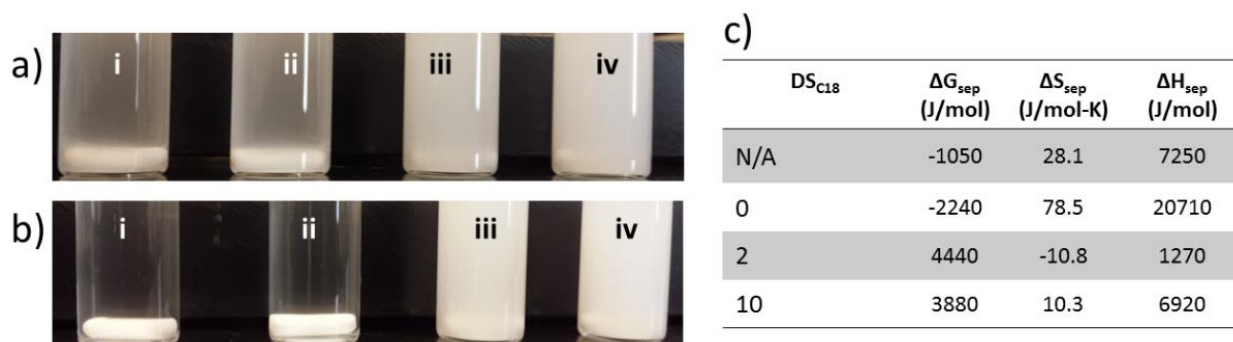 a)
i ii iii iv
b)
i ii iii iv
c)
DSC18 ΔGsep (J/mol) ΔSsep (J/mol-K) ΔHsep (J/mol)
N/A -1050 28.1 7250
0 -2240 78.5 20710
2 4440 -10.8 1270
10 3880 10.3 6920